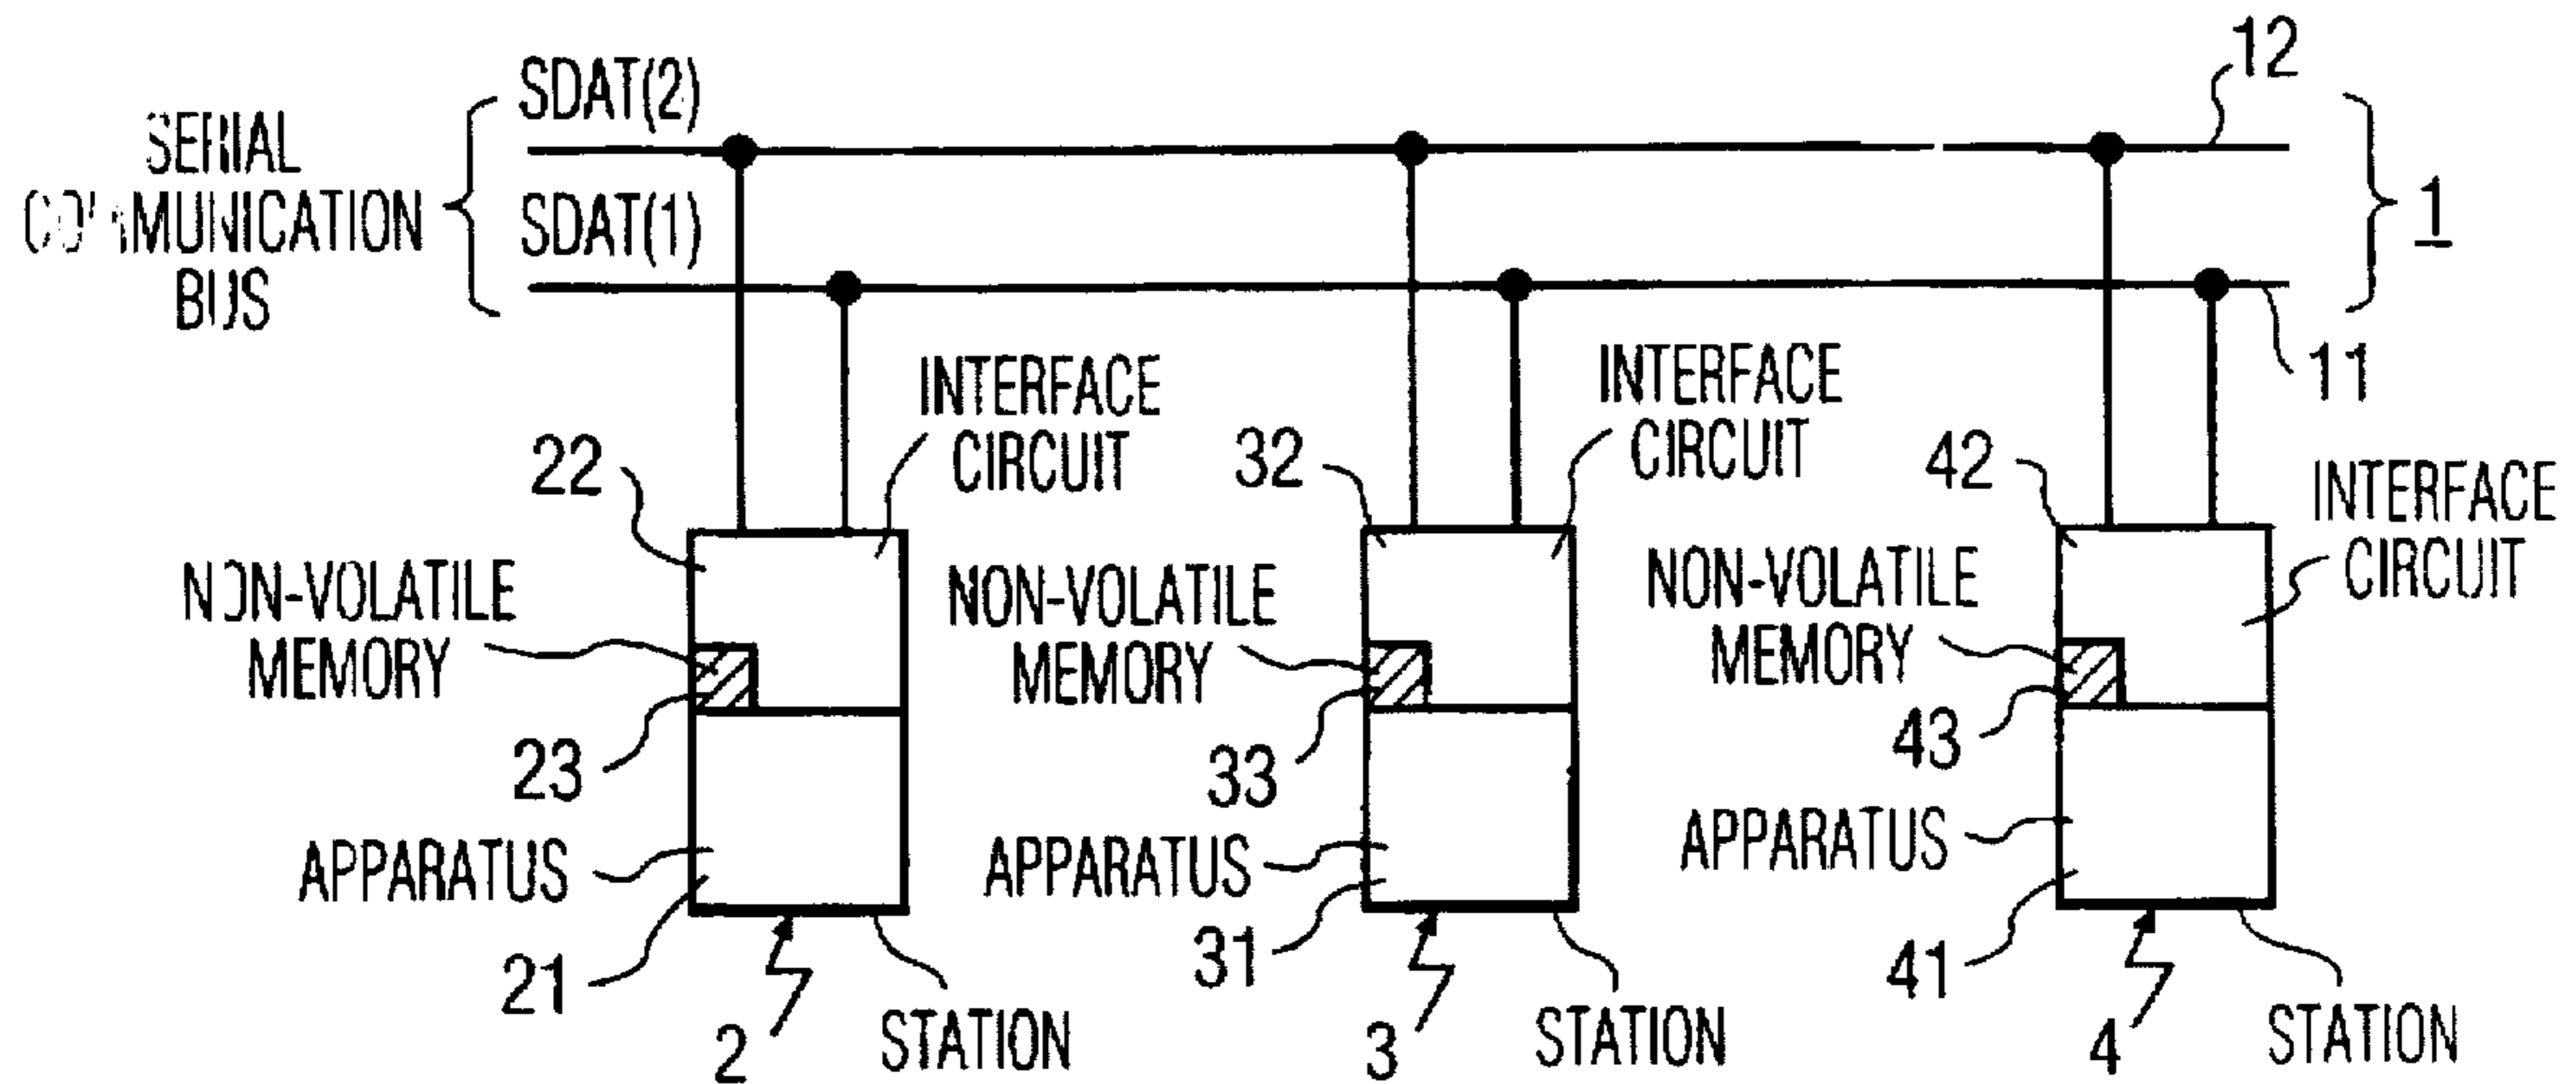 12
SDAT(2)
SERIAL
COMMUNICATION
BUS
SDAT(1)
1
11
INTERFACE
CIRCUIT
22
NON-VOLATILE
MEMORY
23
APPARATUS
21
2
STATION
INTERFACE
CIRCUIT
32
NON-VOLATILE
MEMORY
33
APPARATUS
31
3
STATION
INTERFACE
CIRCUIT
42
NON-VOLATILE
MEMORY
43
APPARATUS
41
4
STATION